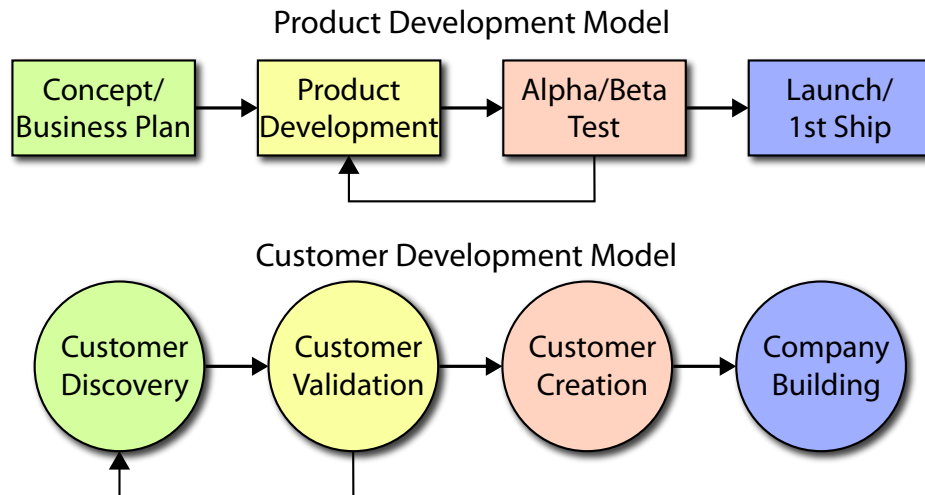 Product Development Model
Concept/
Business Plan
Product
Development
Alpha/Beta
Test
Launch/
1st Ship
Customer Development Model
Customer
Discovery
Customer
Validation
Customer
Creation
Company
Building